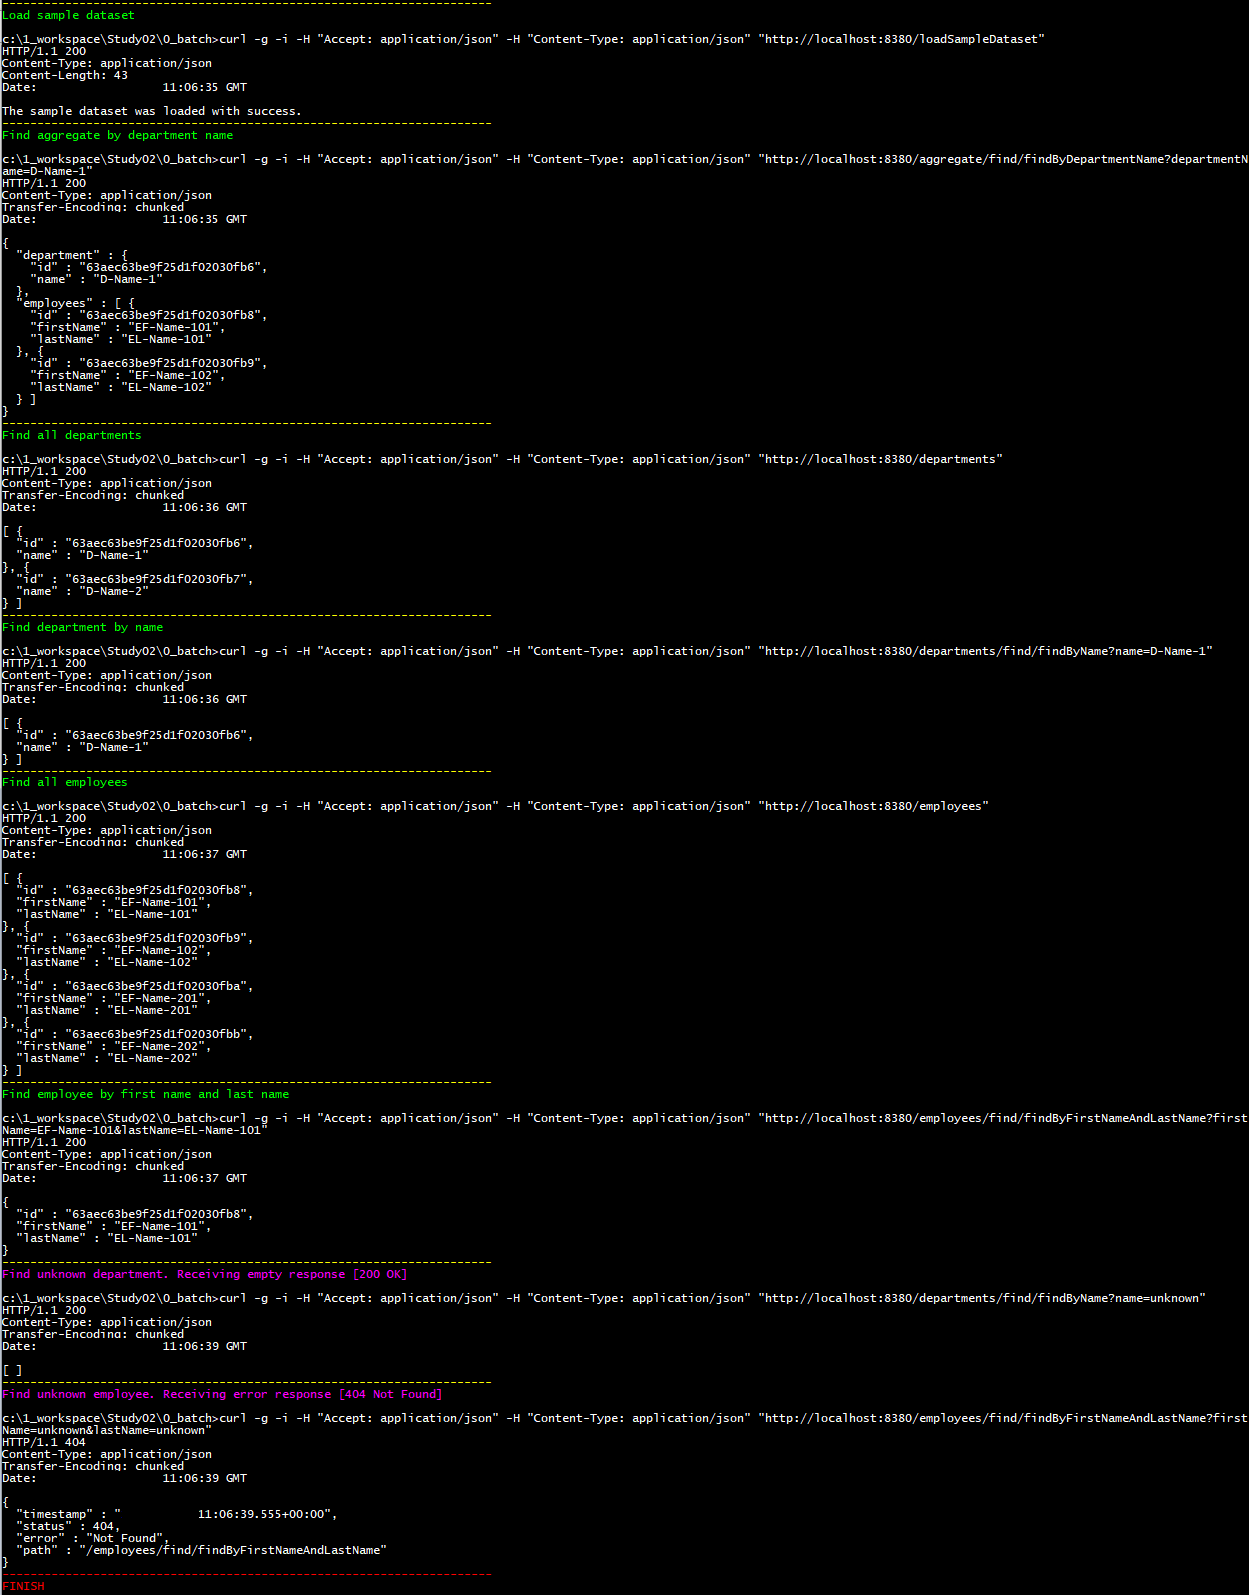 ----------------------------------------------------------------------
Load sample dataset
c:\1_workspace\Study02\0_batch>curl -g -i -H "Accept: application/json" -H "Content-Type: application/json" "http://localhost:8380/loadSampleDataset"
HTTP/1.1 200
Content-Type: application/json
Content-Length: 43
Date: 11:06:35 GMT
The sample dataset was loaded with success.
----------------------------------------------------------------------
Find aggregate by department name
c:\1_workspace\Study02\0_batch>curl -g -i -H "Accept: application/json" -H "Content-Type: application/json" "http://localhost:8380/aggregate/find/findByDepartmentName?departmentN
ame=D-Name-1"
HTTP/1.1 200
Content-Type: application/json
Transfer-Encoding: chunked
Date: 11:06:35 GMT
{
"department" : {
"id" : "63aec63be9f25d1f02030fb6",
"name" : "D-Name-1"
},
"employees" : [ {
"id" : "63aec63be9f25d1f02030fb8",
"firstName" : "EF-Name-101",
"lastName" : "EL-Name-101"
}, {
"id" : "63aec63be9f25d1f02030fb9",
"firstName" : "EF-Name-102",
"lastName" : "EL-Name-102"
} ]
}
----------------------------------------------------------------------
Find all departments
c:\1_workspace\Study02\0_batch>curl -g -i -H "Accept: application/json" -H "Content-Type: application/json" "http://localhost:8380/departments"
HTTP/1.1 200
Content-Type: application/json
Transfer-Encoding: chunked
Date: 11:06:36 GMT
[ {
"id" : "63aec63be9f25d1f02030fb6",
"name" : "D-Name-1"
}, {
"id" : "63aec63be9f25d1f02030fb7",
"name" : "D-Name-2"
} ]
----------------------------------------------------------------------
Find department by name
c:\1_workspace\Study02\0_batch>curl -g -i -H "Accept: application/json" -H "Content-Type: application/json" "http://localhost:8380/departments/find/findByName?name=D-Name-1"
HTTP/1.1 200
Content-Type: application/json
Transfer-Encoding: chunked
Date: 11:06:36 GMT
[ {
"id" : "63aec63be9f25d1f02030fb6",
"name" : "D-Name-1"
} ]
----------------------------------------------------------------------
Find all employees
c:\1_workspace\Study02\0_batch>curl -g -i -H "Accept: application/json" -H "Content-Type: application/json" "http://localhost:8380/employees"
HTTP/1.1 200
Content-Type: application/json
Transfer-Encoding: chunked
Date: 11:06:37 GMT
[ {
"id" : "63aec63be9f25d1f02030fb8",
"firstName" : "EF-Name-101",
"lastName" : "EL-Name-101"
}, {
"id" : "63aec63be9f25d1f02030fb9",
"firstName" : "EF-Name-102",
"lastName" : "EL-Name-102"
}, {
"id" : "63aec63be9f25d1f02030fba",
"firstName" : "EF-Name-201",
"lastName" : "EL-Name-201"
}, {
"id" : "63aec63be9f25d1f02030fbb",
"firstName" : "EF-Name-202",
"lastName" : "EL-Name-202"
} ]
----------------------------------------------------------------------
Find employee by first name and last name
c:\1_workspace\Study02\0_batch>curl -g -i -H "Accept: application/json" -H "Content-Type: application/json" "http://localhost:8380/employees/find/findByFirstNameAndLastName?first
Name=EF-Name-101&lastName=EL-Name-101"
HTTP/1.1 200
Content-Type: application/json
Transfer-Encoding: chunked
Date: 11:06:37 GMT
{
"id" : "63aec63be9f25d1f02030fb8",
"firstName" : "EF-Name-101",
"lastName" : "EL-Name-101"
}
----------------------------------------------------------------------
Find unknown department. Receiving empty response [200 OK]
c:\1_workspace\Study02\0_batch>curl -g -i -H "Accept: application/json" -H "Content-Type: application/json" "http://localhost:8380/departments/find/findByName?name=unknown"
HTTP/1.1 200
Content-Type: application/json
Transfer-Encoding: chunked
Date: 11:06:39 GMT
[ ]
----------------------------------------------------------------------
Find unknown employee. Receiving error response [404 Not Found]
c:\1_workspace\Study02\0_batch>curl -g -i -H "Accept: application/json" -H "Content-Type: application/json" "http://localhost:8380/employees/find/findByFirstNameAndLastName?first
Name=unknown&lastName=unknown"
HTTP/1.1 404
Content-Type: application/json
Transfer-Encoding: chunked
Date: 11:06:39 GMT
{
"timestamp" : " 11:06:39.555+00:00",
"status" : 404,
"error" : "Not Found",
"path" : "/employees/find/findByFirstNameAndLastName"
}
----------------------------------------------------------------------
FINISH